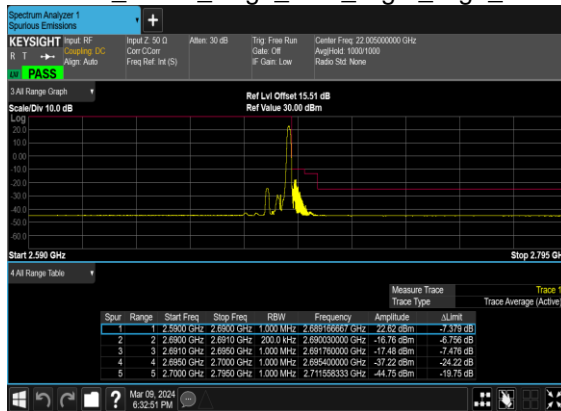 Spectrum Analyzer 1
Spurious Emissions
+
KEYSIGHT Input: RF Input Z: 50 Ω Atten: 30 dB Trig: Free Run Center Freq: 22.005000000 GHz
R T Coupling: DC Corr CCorr Gate: Off Avg|Hold: 1000/1000
Align: Auto Freq Ref: Int (S) IF Gain: Low Radio Std: None
PASS
3 All Range Graph
Ref Lvl Offset 15.51 dB
Scale/Div 10.0 dB Ref Value 30.00 dBm
Log
20.0
10.0
0.00
-10.0
-20.0
-30.0
-40.0
-50.0
-60.0
Start 2.590 GHz Stop 2.795 GH
4 All Range Table
Measure Trace Trace 1
Trace Type Trace Average (Active)
Spur Range Start Freq Stop Freq RBW Frequency Amplitude ΔLimit
1 1 2.5900 GHz 2.6900 GHz 1.000 MHz 2.689166667 GHz 22.62 dBm -7.379 dB
2 2 2.6900 GHz 2.6910 GHz 200.0 kHz 2.690030000 GHz -16.76 dBm -6.756 dB
3 3 2.6910 GHz 2.6950 GHz 1.000 MHz 2.691760000 GHz -17.48 dBm -7.476 dB
4 4 2.6950 GHz 2.7000 GHz 1.000 MHz 2.695400000 GHz -37.22 dBm -24.22 dB
5 5 2.7000 GHz 2.7950 GHz 1.000 MHz 2.711558333 GHz -44.75 dBm -19.75 dB
? Mar 09, 2024
6:32:51 PM